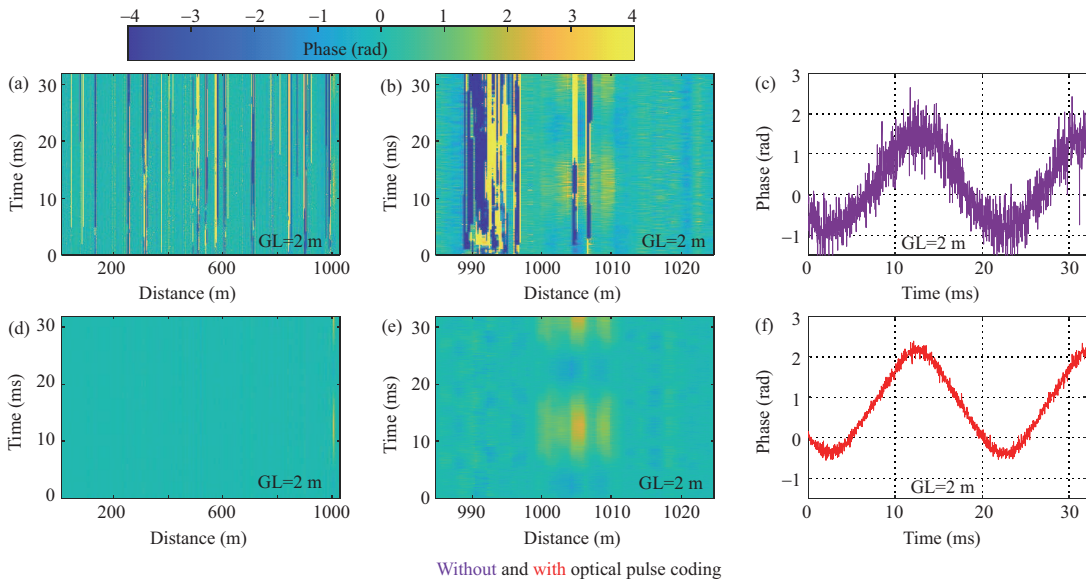 −4 −3 −2 −1 0 1 2 3 4
Phase (rad)
(a)
Time (ms)
30
20
10
0
GL=2 m
200 600 1000
Distance (m)
(b)
Time (ms)
30
20
10
0
GL=2 m
990 1000 1010 1020
Distance (m)
(c)
Phase (rad)
3
2
1
0
−1
GL=2 m
0 10 20 30
Time (ms)
(d)
Time (ms)
30
20
10
0
GL=2 m
200 600 1000
Distance (m)
(e)
Time (ms)
30
20
10
0
GL=2 m
990 1000 1010 1020
Distance (m)
(f)
Phase (rad)
3
2
1
0
−1
GL=2 m
0 10 20 30
Time (ms)
Without and with optical pulse coding